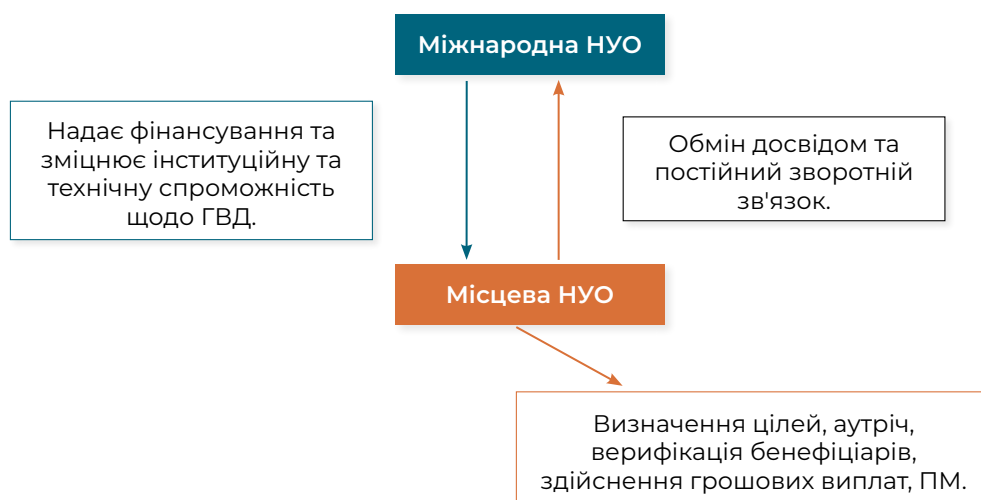 Міжнародна НУО
Надає фінансування та
зміцнює інституційну та
технічну спроможність
щодо ГВД.
Обмін досвідом та
постійний зворотній
зв'язок.
Місцева НУО
Визначення цілей, аутріч,
верифікація бенефіціарів,
здійснення грошових виплат, ПМ.